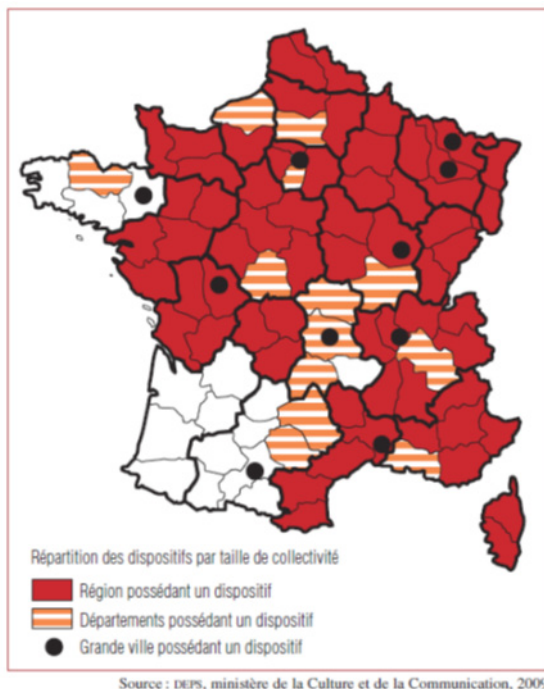 Répartition des dispositifs par taille de collectivité
Région possédant un dispositif
Départements possédant un dispositif
Grande ville possédant un dispositif
Source : DEPS, ministère de la Culture et de la Communication, 2009